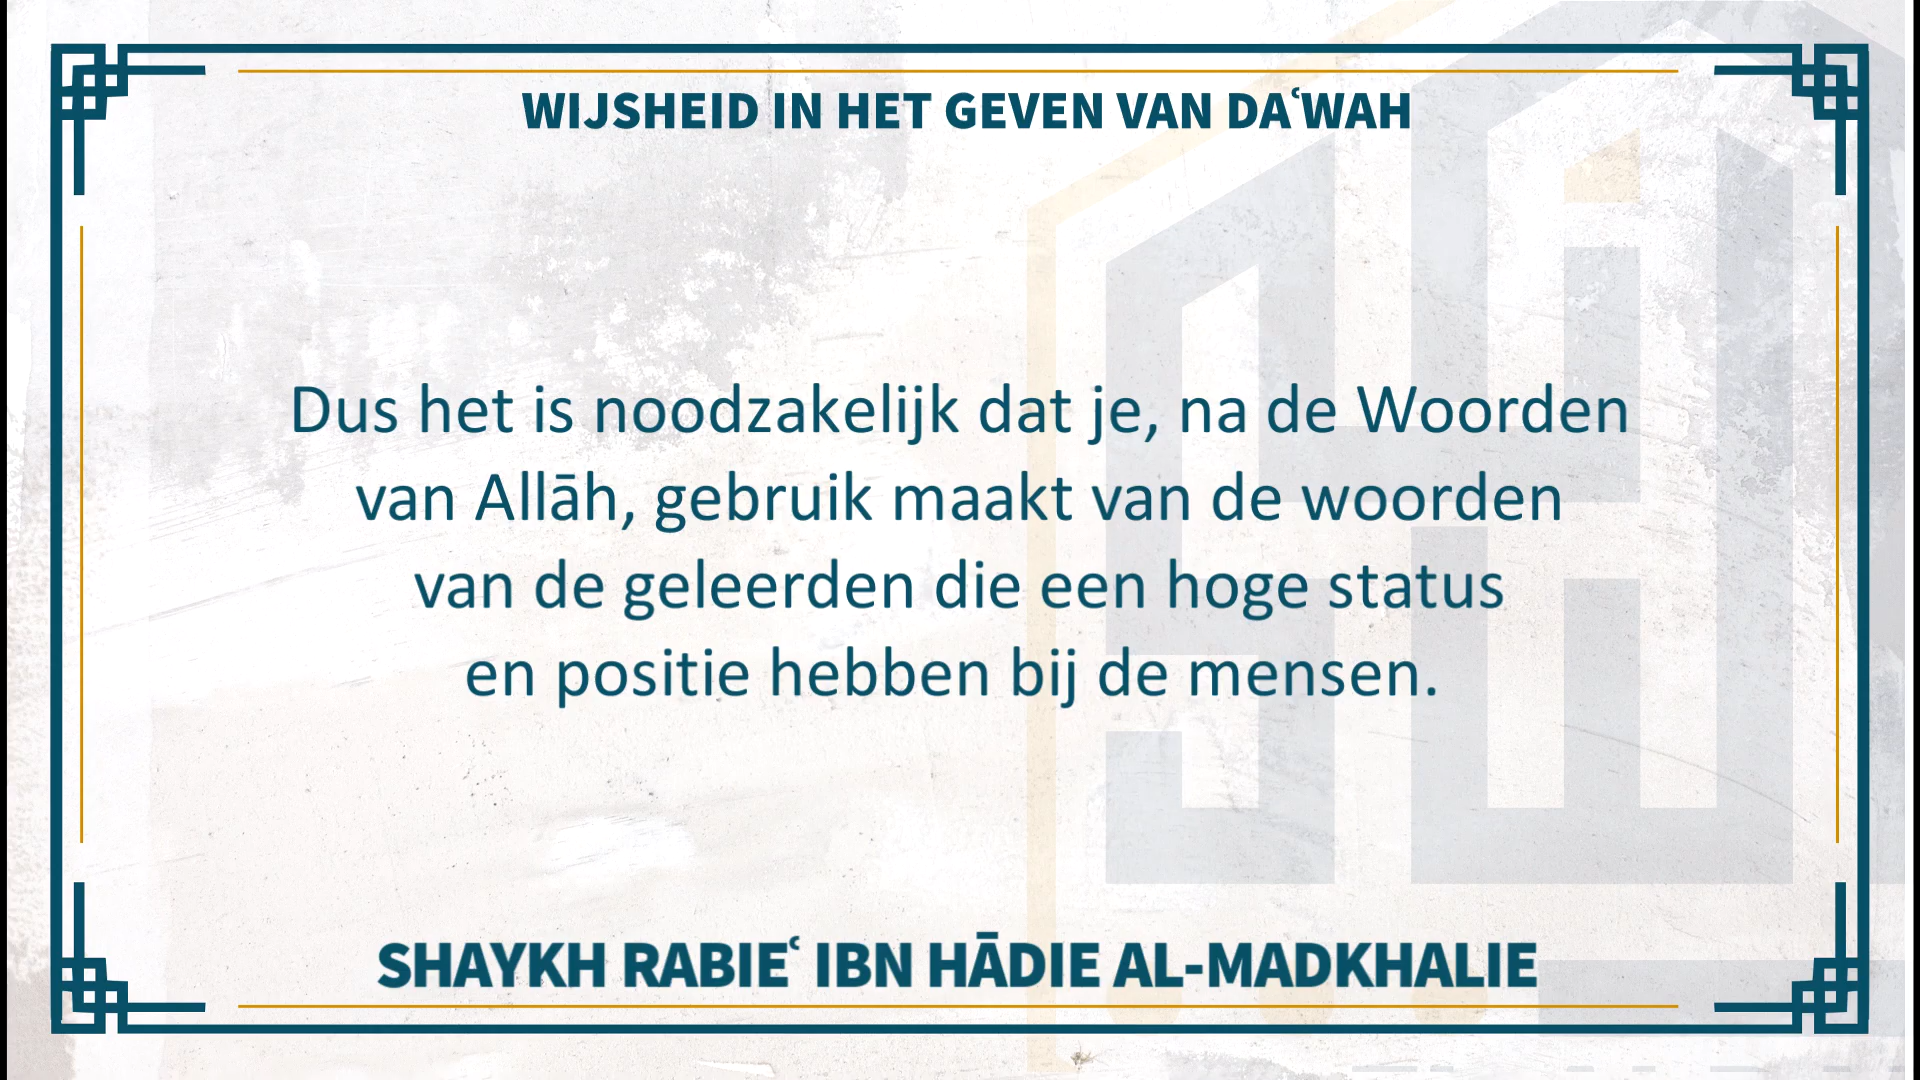 WIJSHEID IN HET GEVEN VAN DAʿWAH
Dus het is noodzakelijk dat je, na de Woorden
van Allāh, gebruik maakt van de woorden
van de geleerden die een hoge status
en positie hebben bij de mensen.
SHAYKH RABIEʿ IBN HĀDIE AL-MADKHALIE